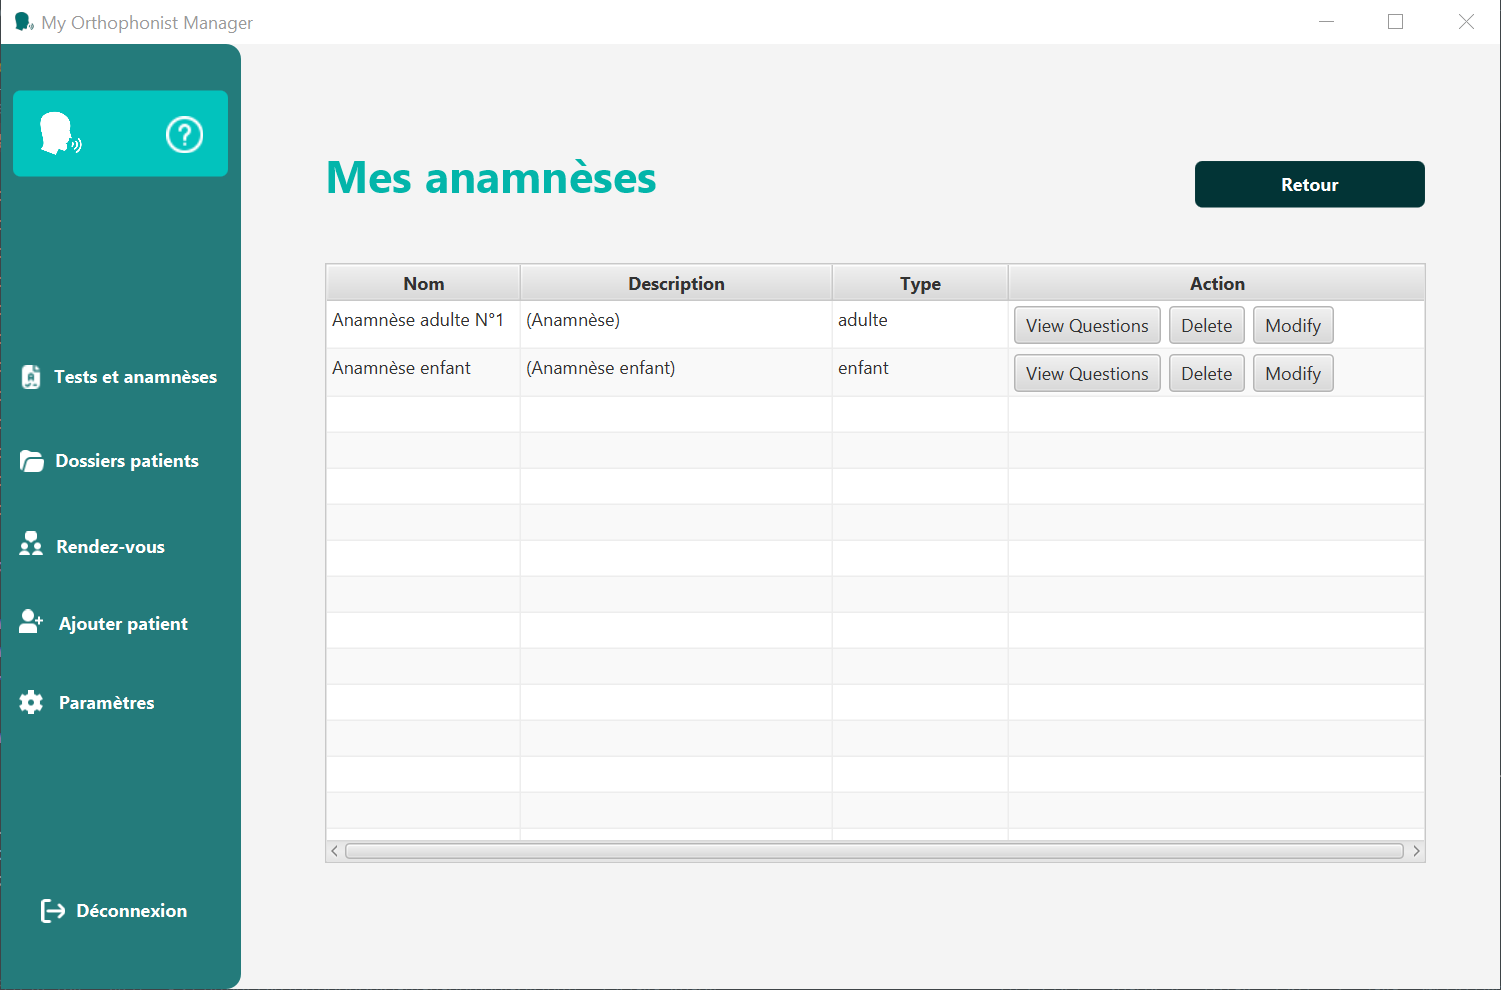 My Orthophonist Manager
?
Mes anamnèses
Retour
Nom Description Type Action
Anamnèse adulte N°1 (Anamnèse) adulte View Questions Delete Modify
Anamnèse enfant (Anamnèse enfant) enfant View Questions Delete Modify
Tests et anamnèses
Dossiers patients
Rendez-vous
Ajouter patient
Paramètres
Déconnexion